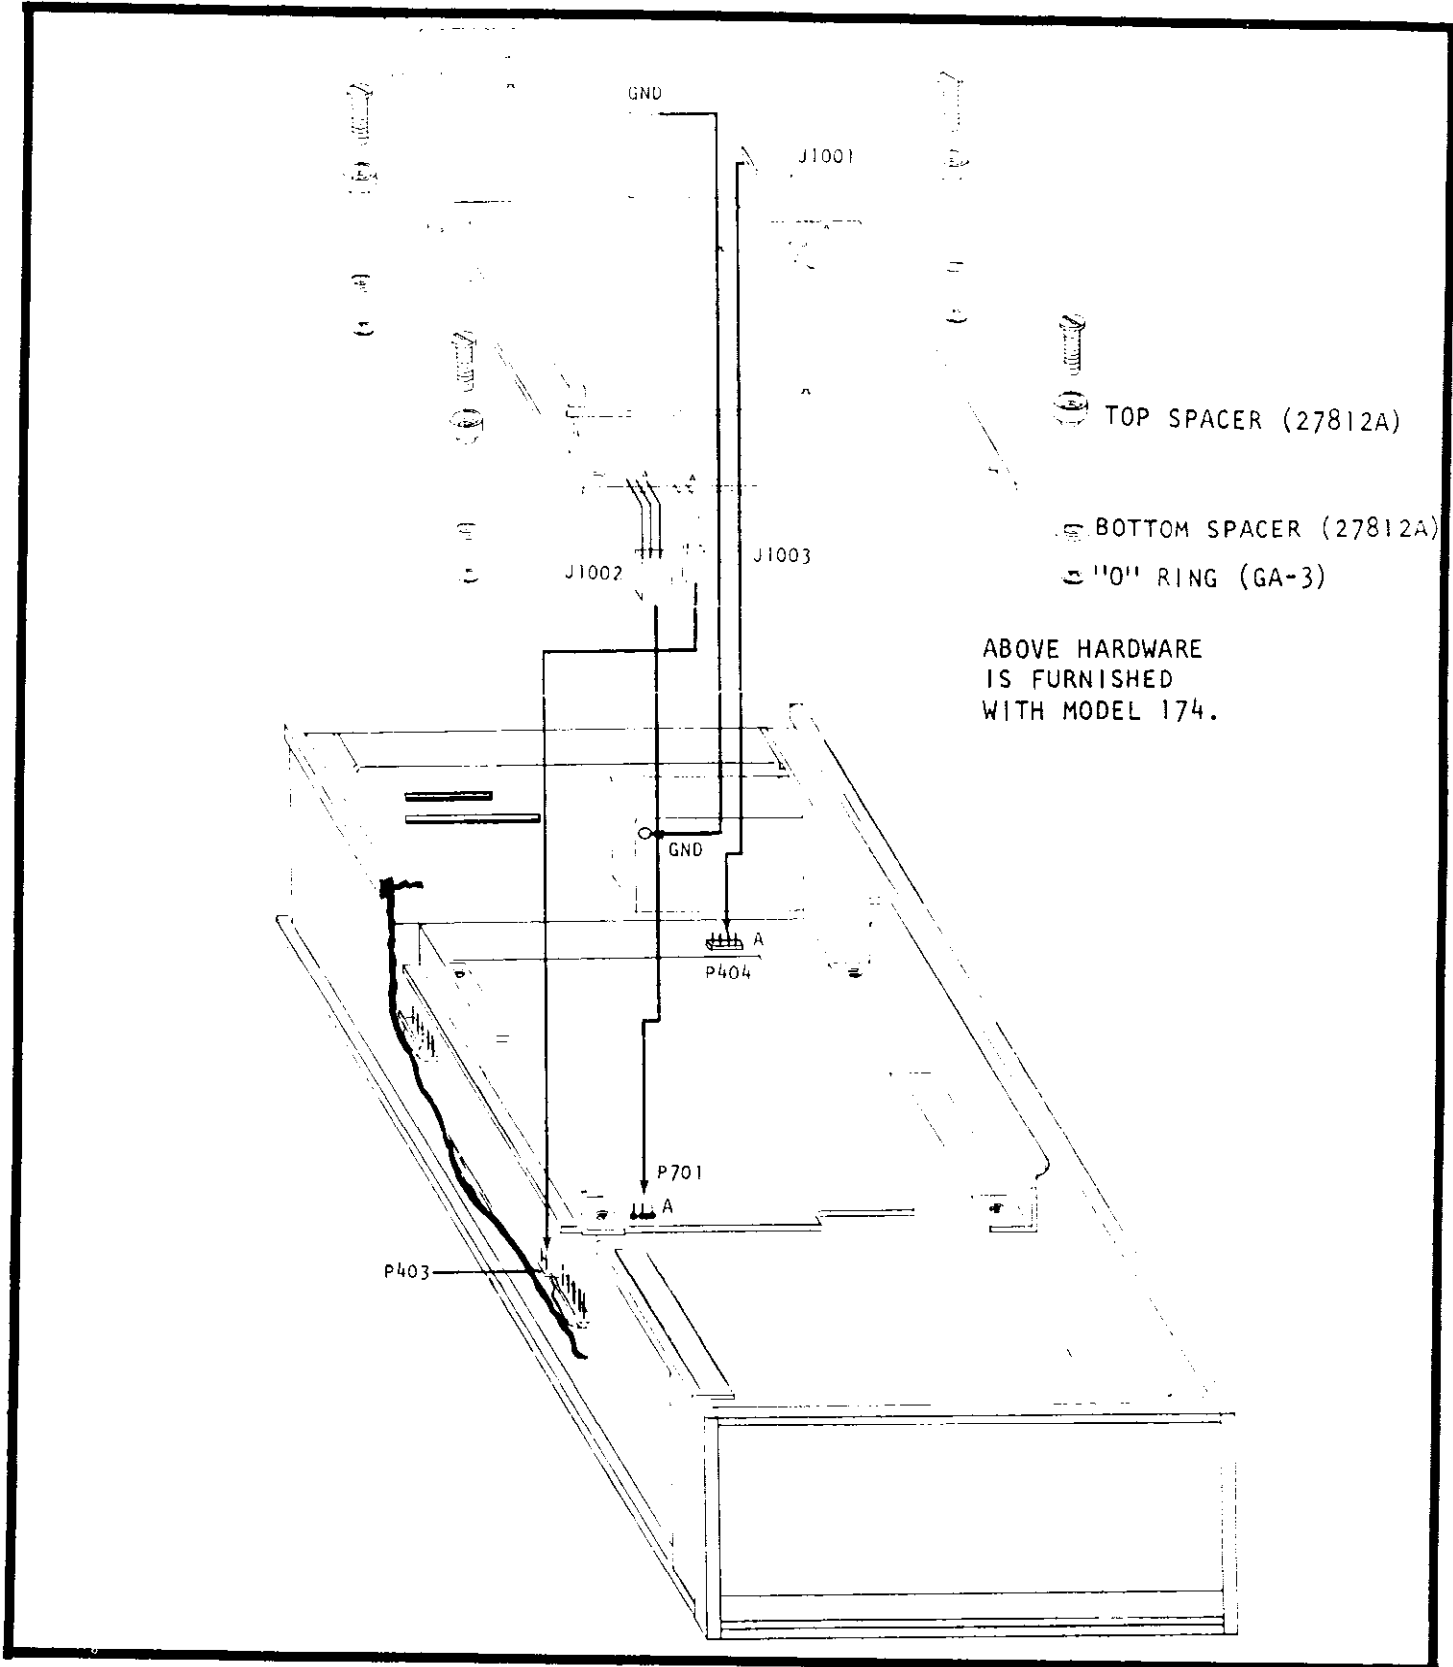 GND
J1001
TOP SPACER (27812A)
BOTTOM SPACER (27812A)
J1003
J1002
"O" RING (GA-3)
ABOVE HARDWARE
IS FURNISHED
WITH MODEL 174.
GND
A
P404
P701
A
P403